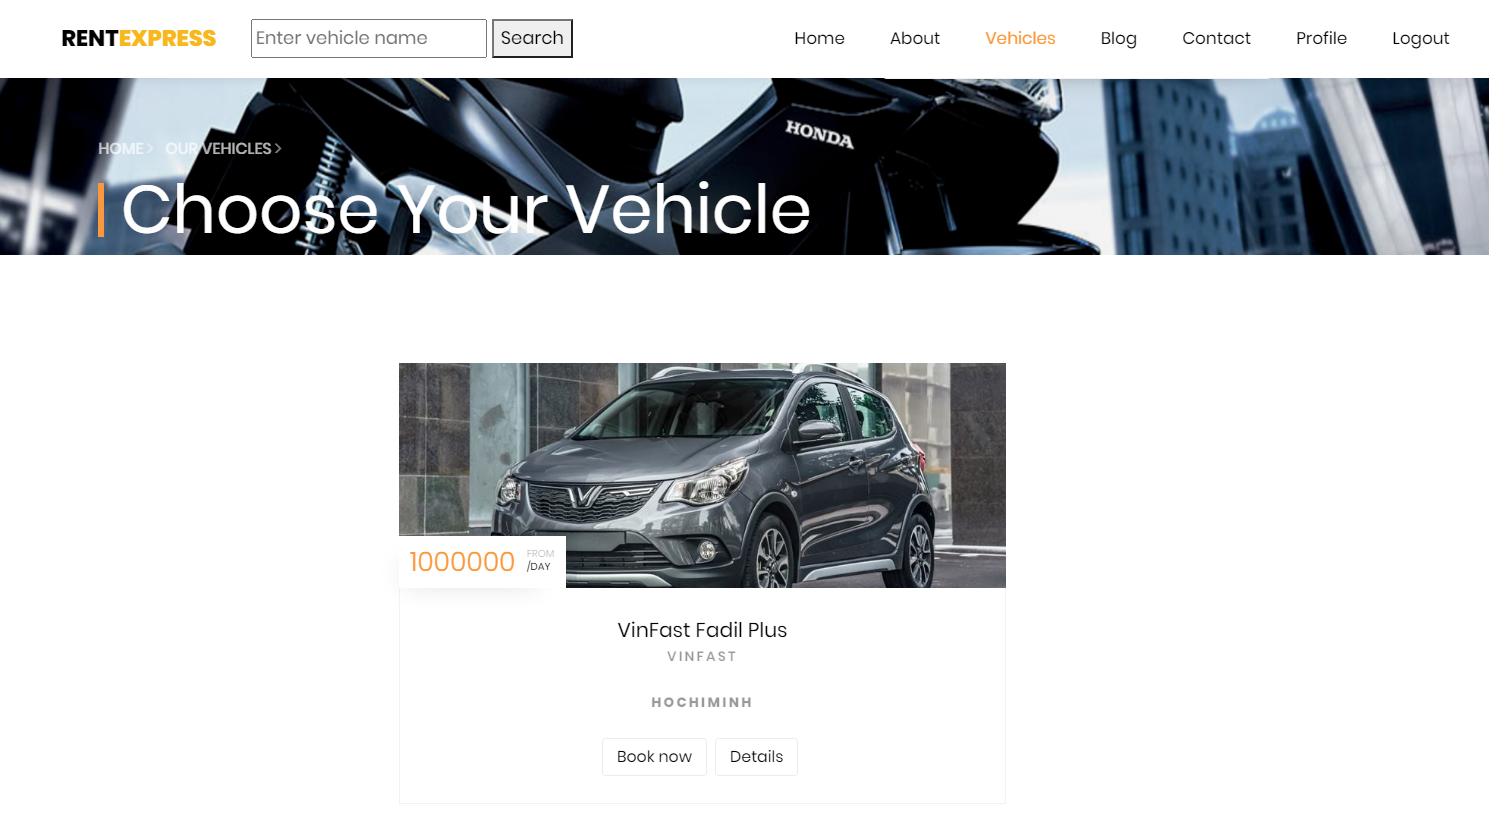 RENTEXPRESS
Enter vehicle name
Search
Home
About
Vehicles
Blog
Contact
Profile
Logout
HONDA
HOME > OUR VEHICLES >
Choose Your Vehicle
1000000
FROM
/DAY
VinFast Fadil Plus
VINFAST
HOCHIMINH
Book now
Details